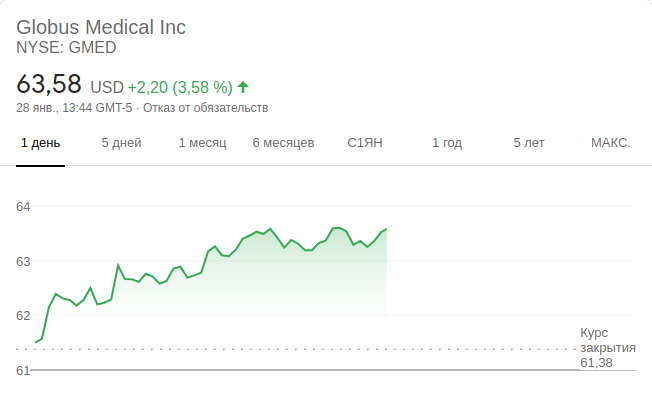 Globus Medical Inc
NYSE: GMED
63,58 USD +2,20 (3,58 %)
28 янв., 13:44 GMT-5 · Отказ от обязательств
1 день 5 дней 1 месяц 6 месяцев С1ЯН 1 год 5 лет МАКС.
64
63
62
Курс
закрытия
61,38
61